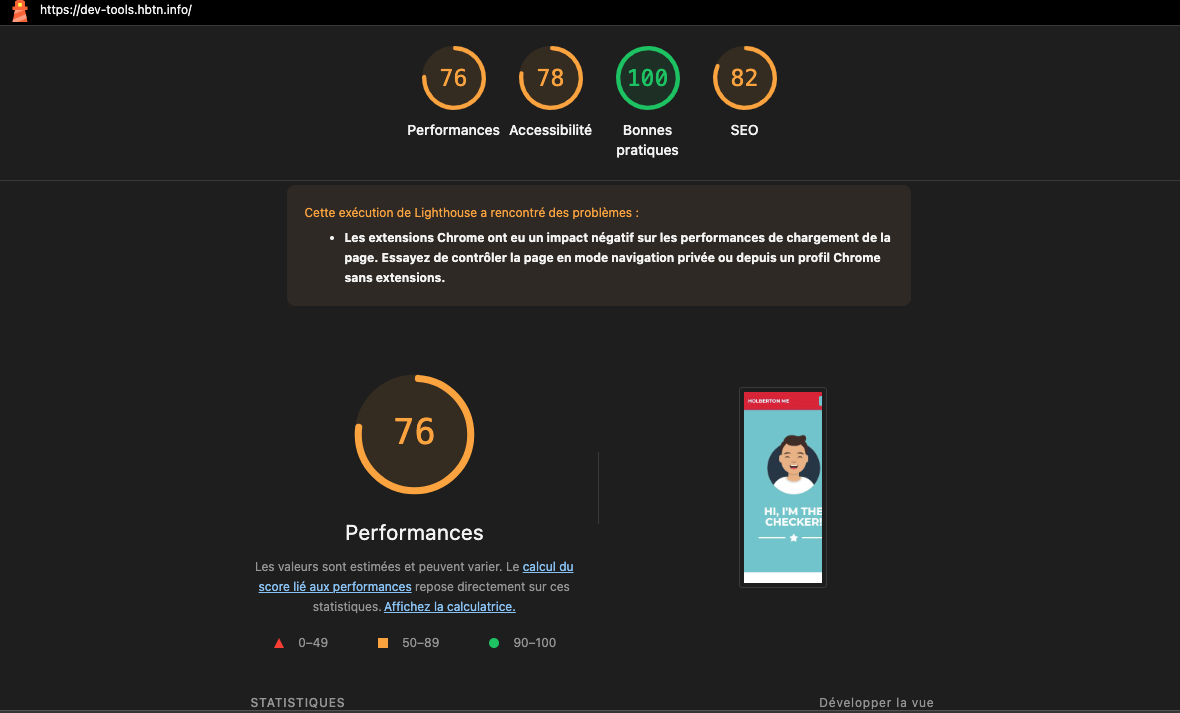 https://dev-tools.hbtn.info/
76
78
100
82
Performances
Accessibilité
Bonnes
pratiques
SEO
Cette exécution de Lighthouse a rencontré des problèmes :
• Les extensions Chrome ont eu un impact négatif sur les performances de chargement de la
page. Essayez de contrôler la page en mode navigation privée ou depuis un profil Chrome
sans extensions.
76
Performances
Les valeurs sont estimées et peuvent varier. Le calcul du
score lié aux performances repose directement sur ces
statistiques. Affichez la calculatrice.
0–49
50–89
90–100
HOLBERTON ME
HI, I'M THE
CHECKER!
STATISTIQUES
Développer la vue